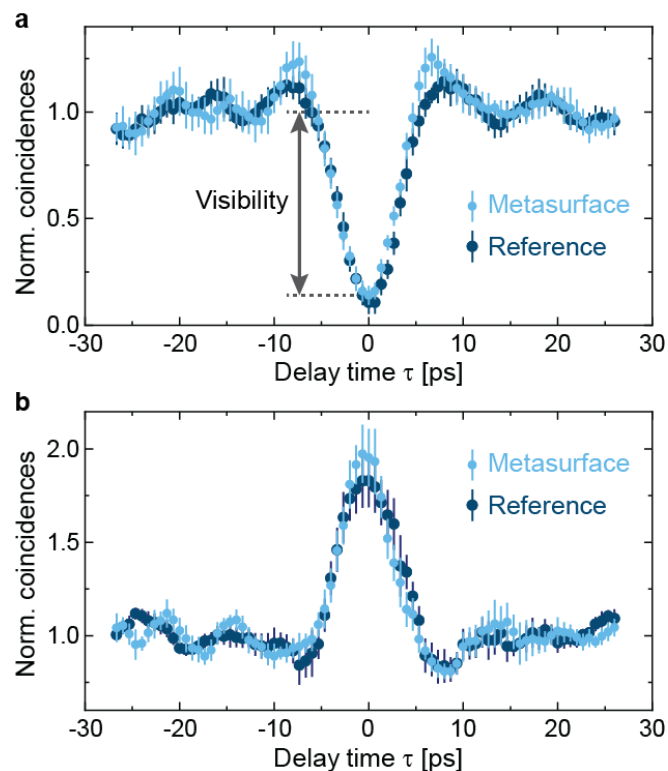 a
Norm. coincidences
1.0
0.5
0.0
Visibility
Metasurface
Reference
-30 -20 -10 0 10 20 30
Delay time τ [ps]
b
Norm. coincidences
2.0
1.5
1.0
Metasurface
Reference
-30 -20 -10 0 10 20 30
Delay time τ [ps]